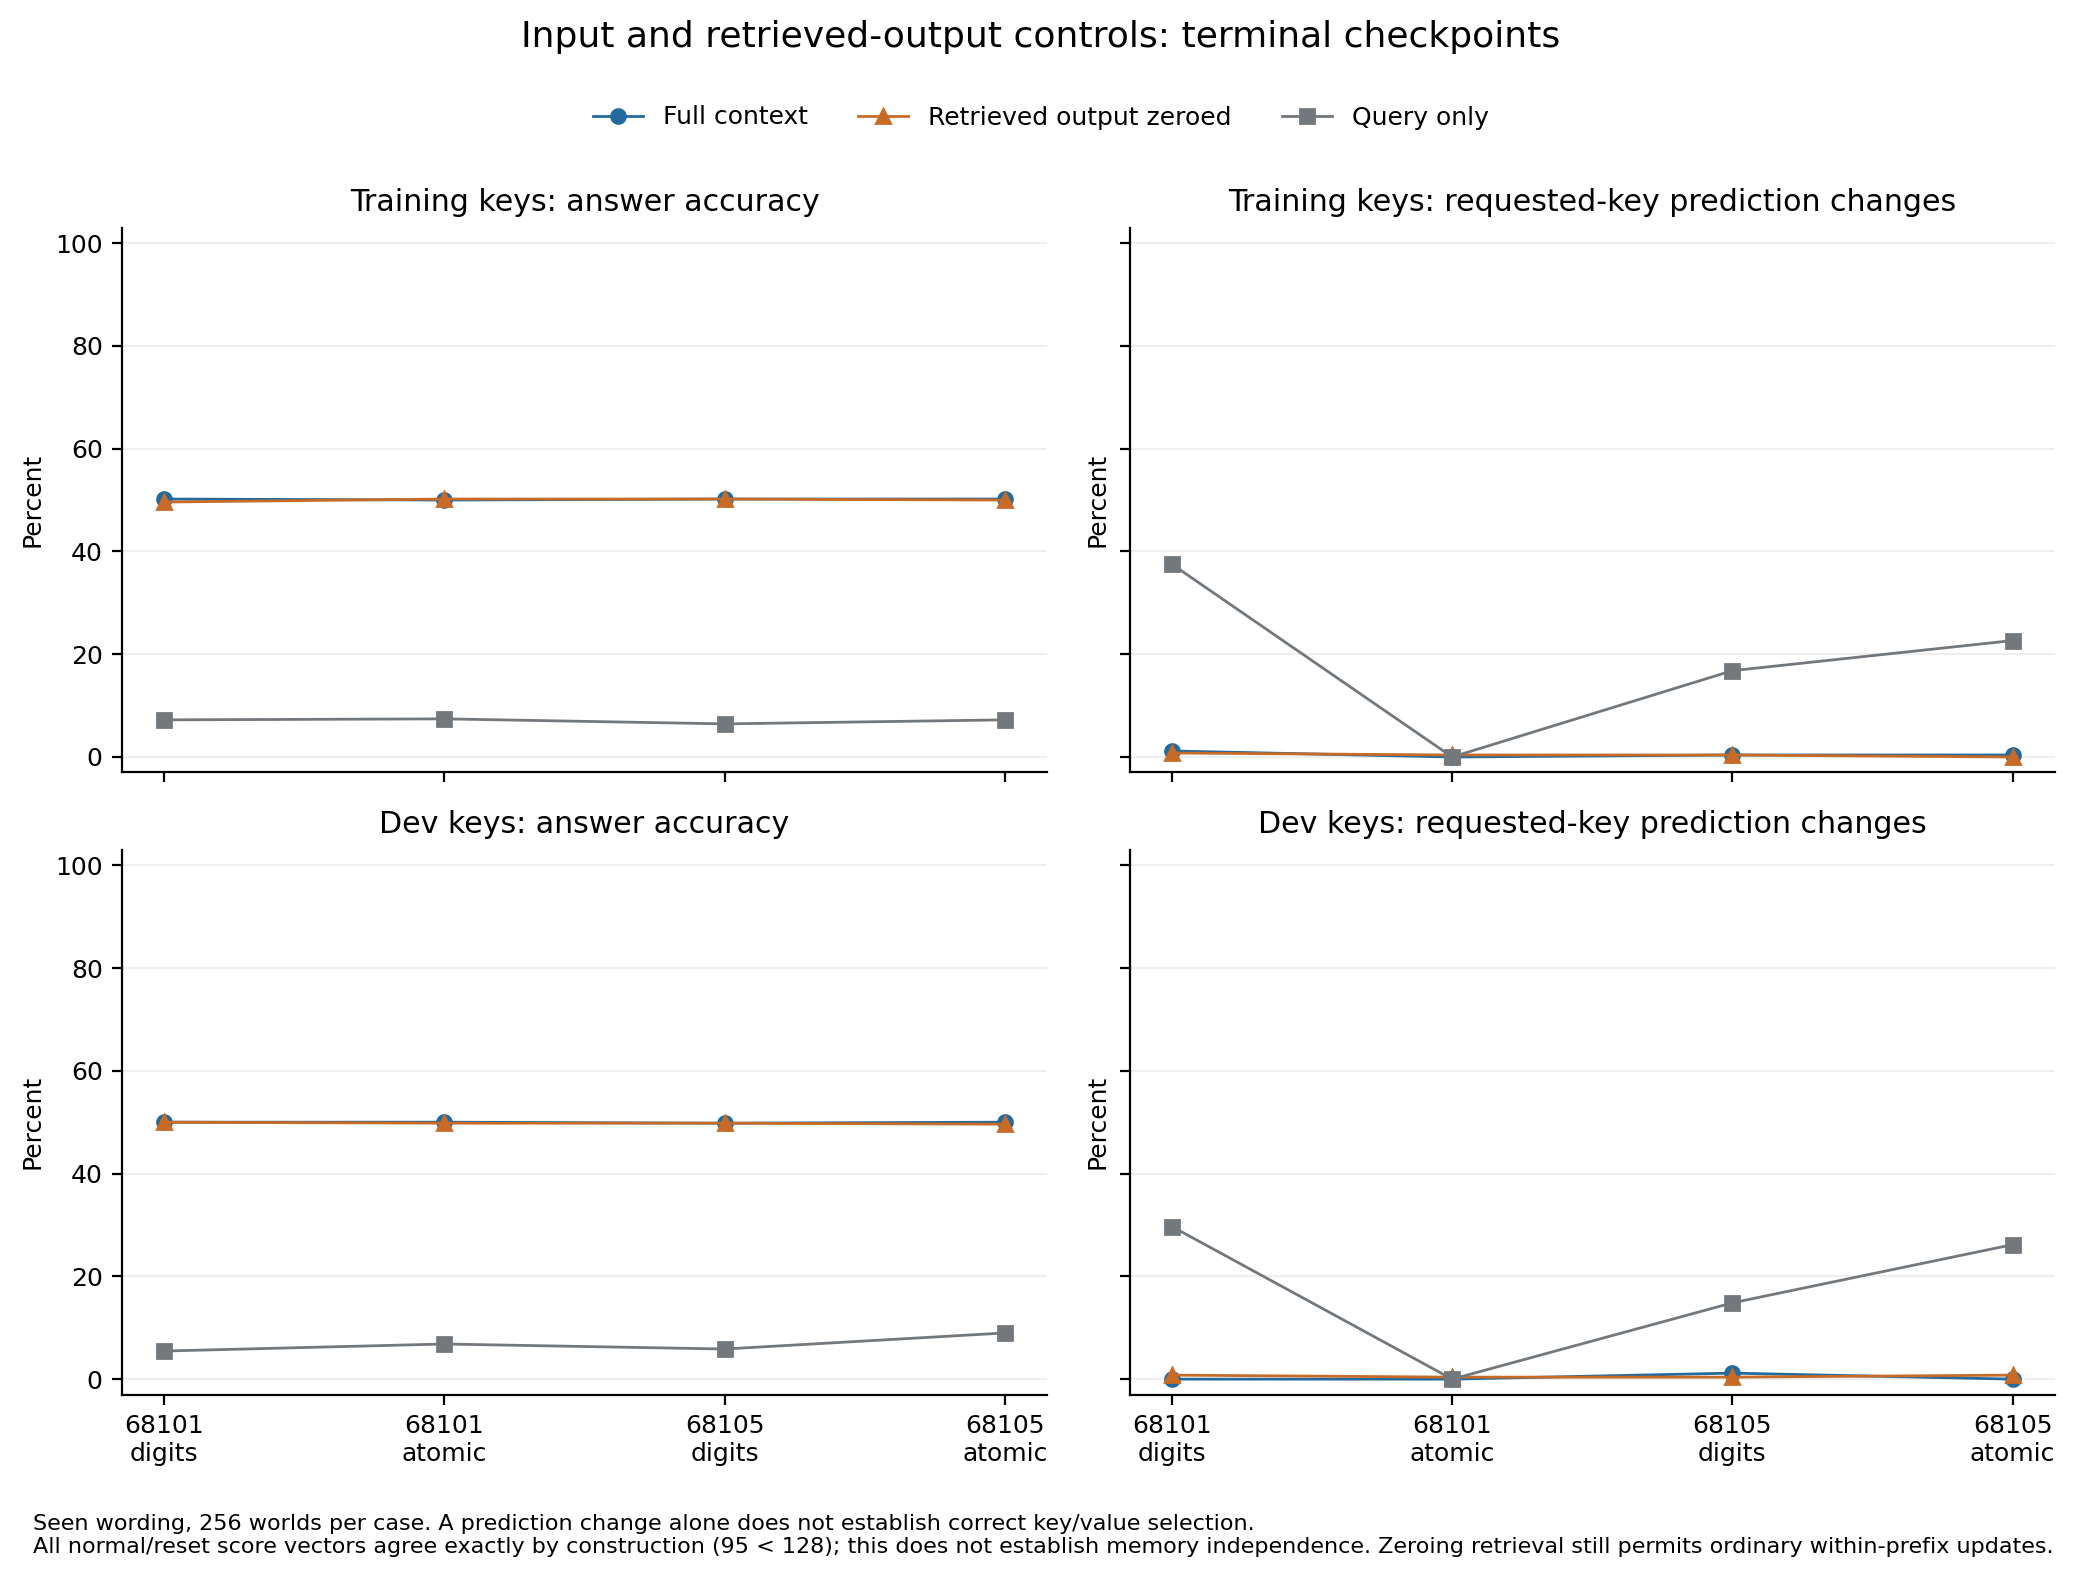 Input and retrieved-output controls: terminal checkpoints
Full context
Retrieved output zeroed
Query only
Training keys: answer accuracy
Percent
100
80
60
40
20
0
Training keys: requested-key prediction changes
Percent
Dev keys: answer accuracy
Percent
100
80
60
40
20
0
68101
digits
68101
atomic
68105
digits
68105
atomic
Dev keys: requested-key prediction changes
Percent
68101
digits
68101
atomic
68105
digits
68105
atomic
Seen wording, 256 worlds per case. A prediction change alone does not establish correct key/value selection.
All normal/reset score vectors agree exactly by construction (95 < 128); this does not establish memory independence. Zeroing retrieval still permits ordinary within-prefix updates.